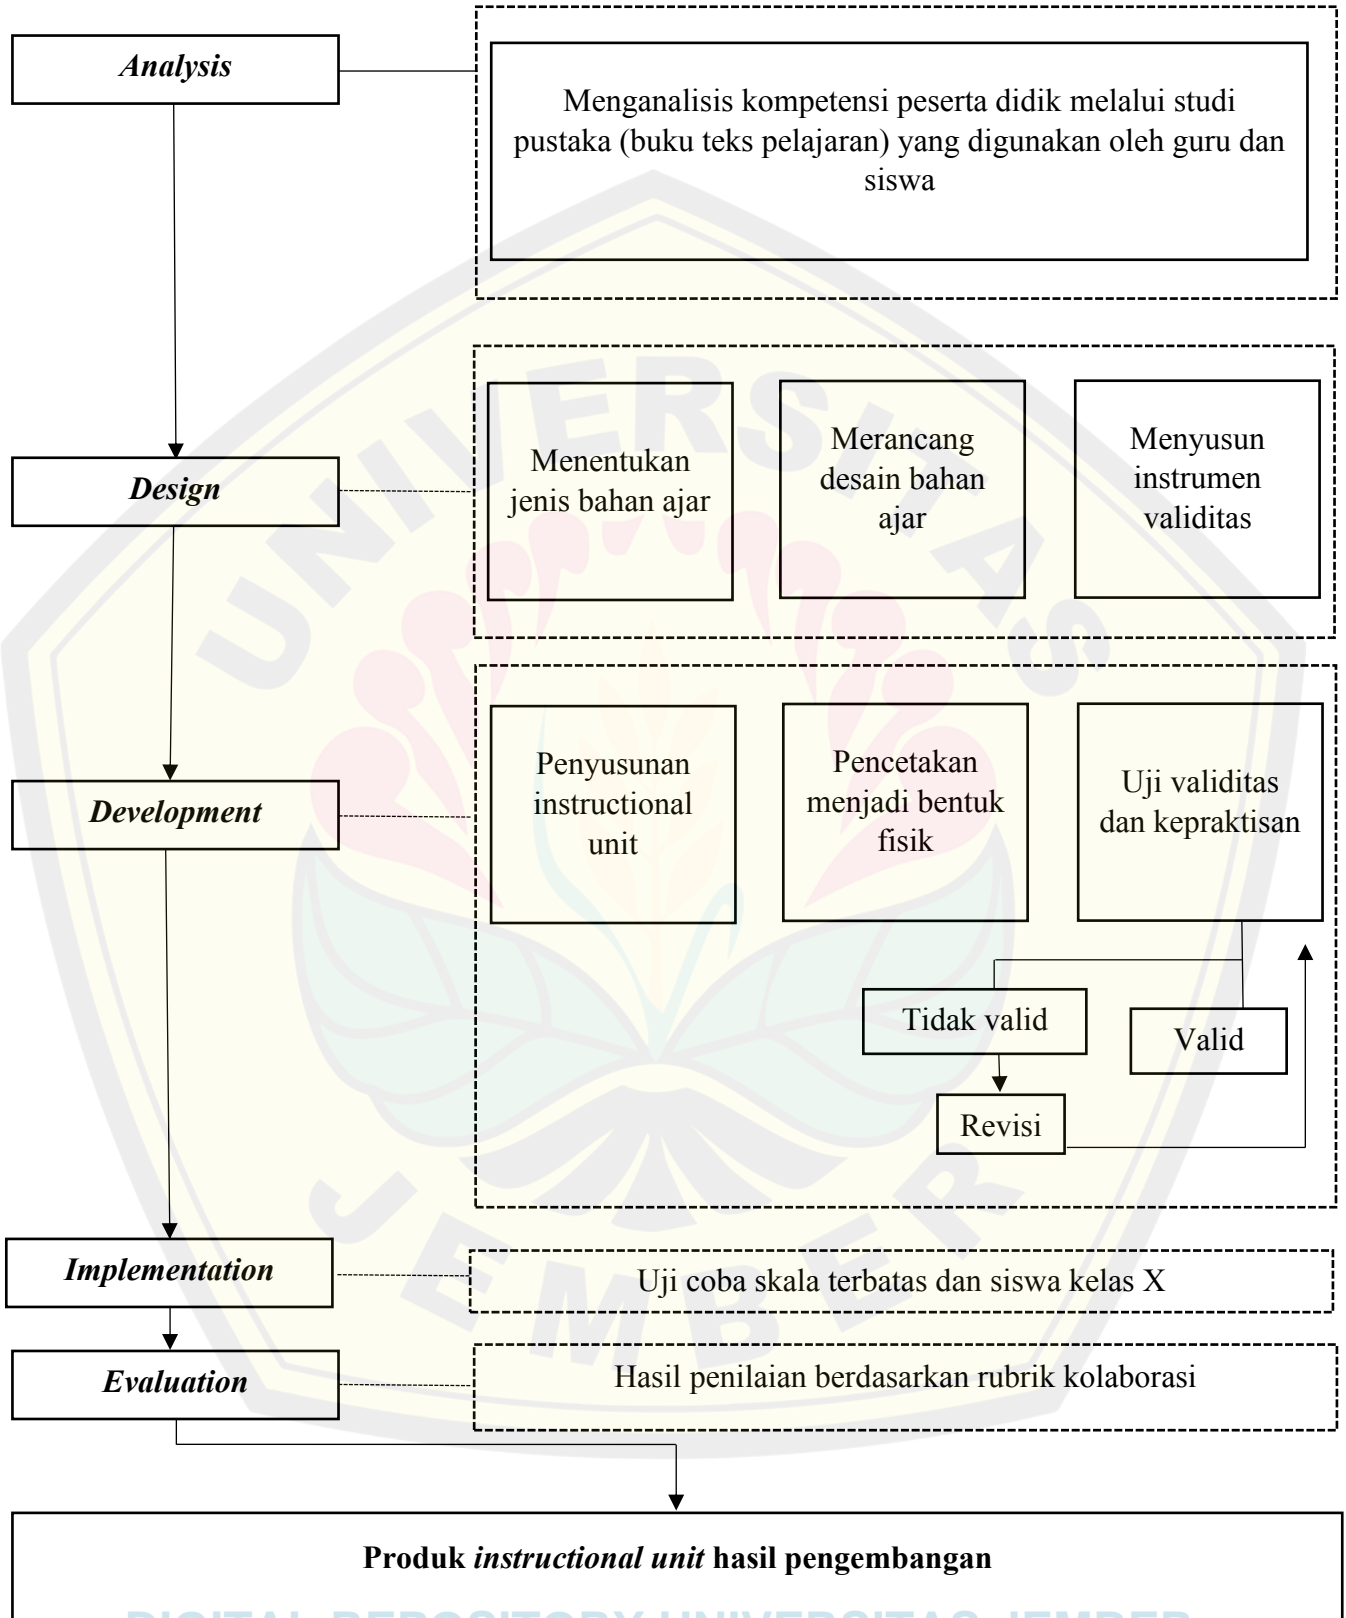 Analysis
Menganalisis kompetensi peserta didik melalui studi
pustaka (buku teks pelajaran) yang digunakan oleh guru dan
siswa
Design
Menentukan
jenis bahan ajar
Merancang
desain bahan
ajar
Menyusun
instrumen
validitas
Development
Penyusunan
instructional
unit
Pencetakan
menjadi bentuk
fisik
Uji validitas
dan kepraktisan
Tidak valid
Valid
Revisi
Implementation
Uji coba skala terbatas dan siswa kelas X
Evaluation
Hasil penilaian berdasarkan rubrik kolaborasi
Produk instructional unit hasil pengembangan
UNIVERSITAS
JEMBER
DIGITAL REPOSITORY UNIVERSITAS JEMBER